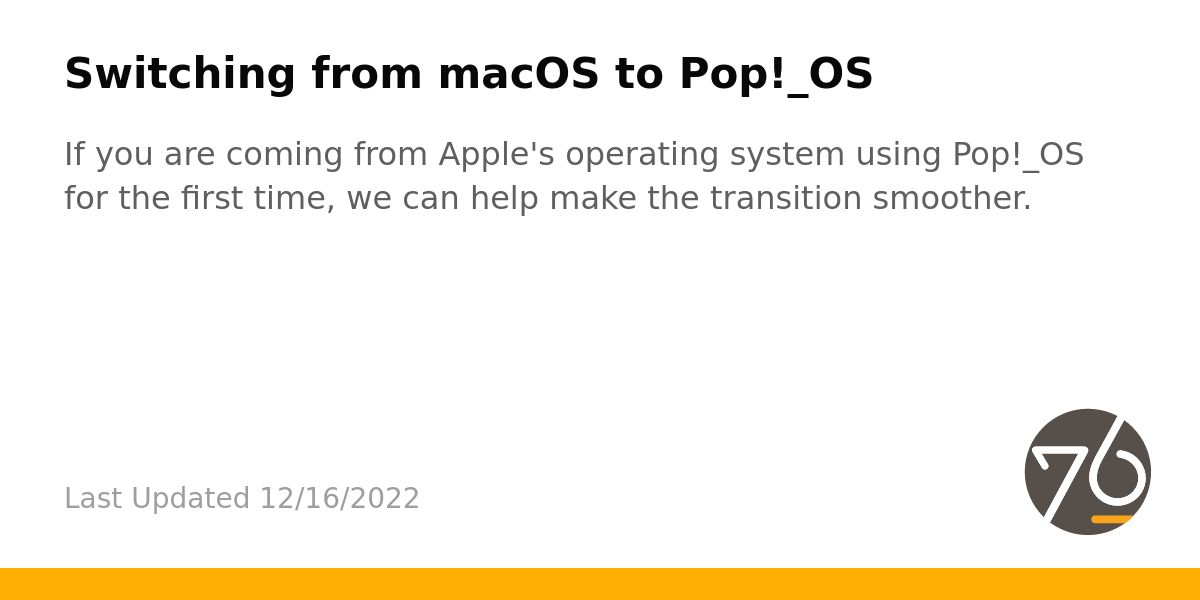 Switching from macOS to Pop!_OS
If you are coming from Apple's operating system using Pop!_OS
for the first time, we can help make the transition smoother.
Last Updated 12/16/2022
76